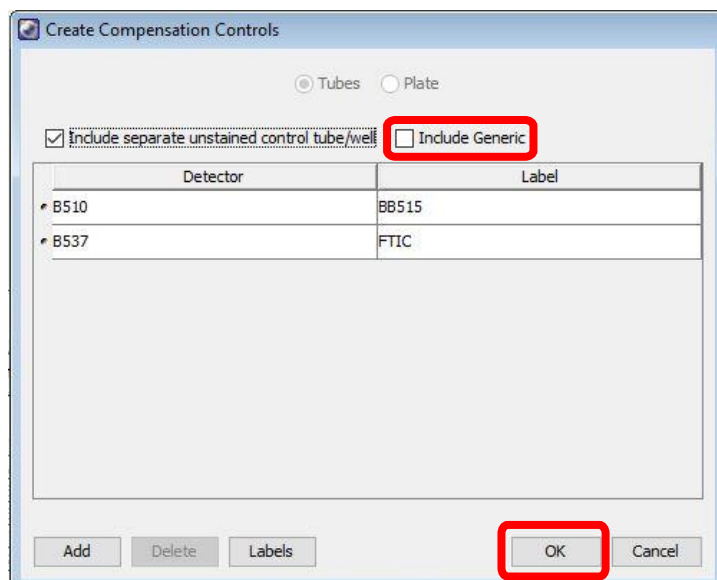 Create Compensation Controls
Tubes Plate
Include separate unstained control tube/well Include Generic
Detector Label
B510 BB515
B537 FTIC
Add Delete Labels OK Cancel